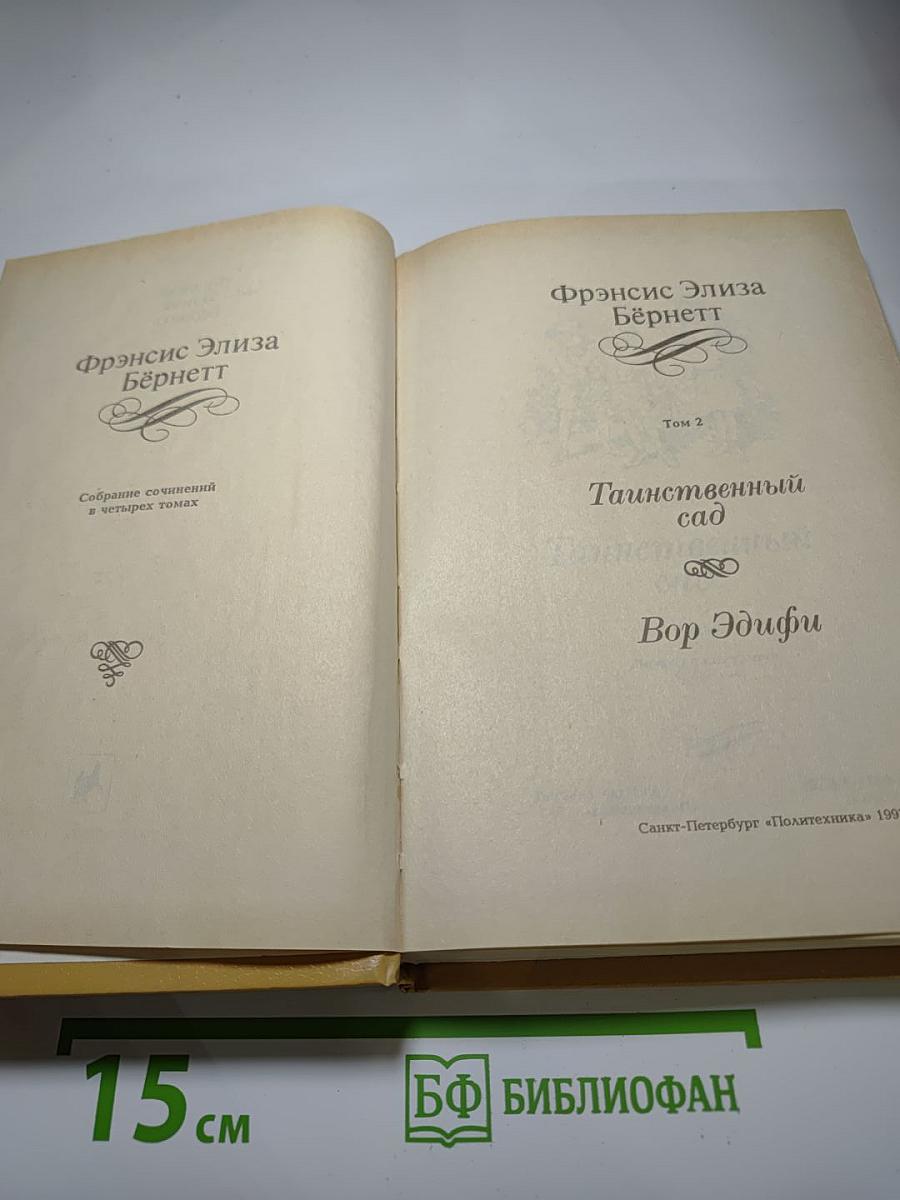 Фрэнсис Элиза
Бёрнетт
Собрание сочинений
в четырех томах
Фрэнсис Элиза
Бёрнетт
Том 2
Таинственный
сад
Вор Эдифи
Санкт-Петербург «Политехника»
15 см
БФ БИБЛИОФАН